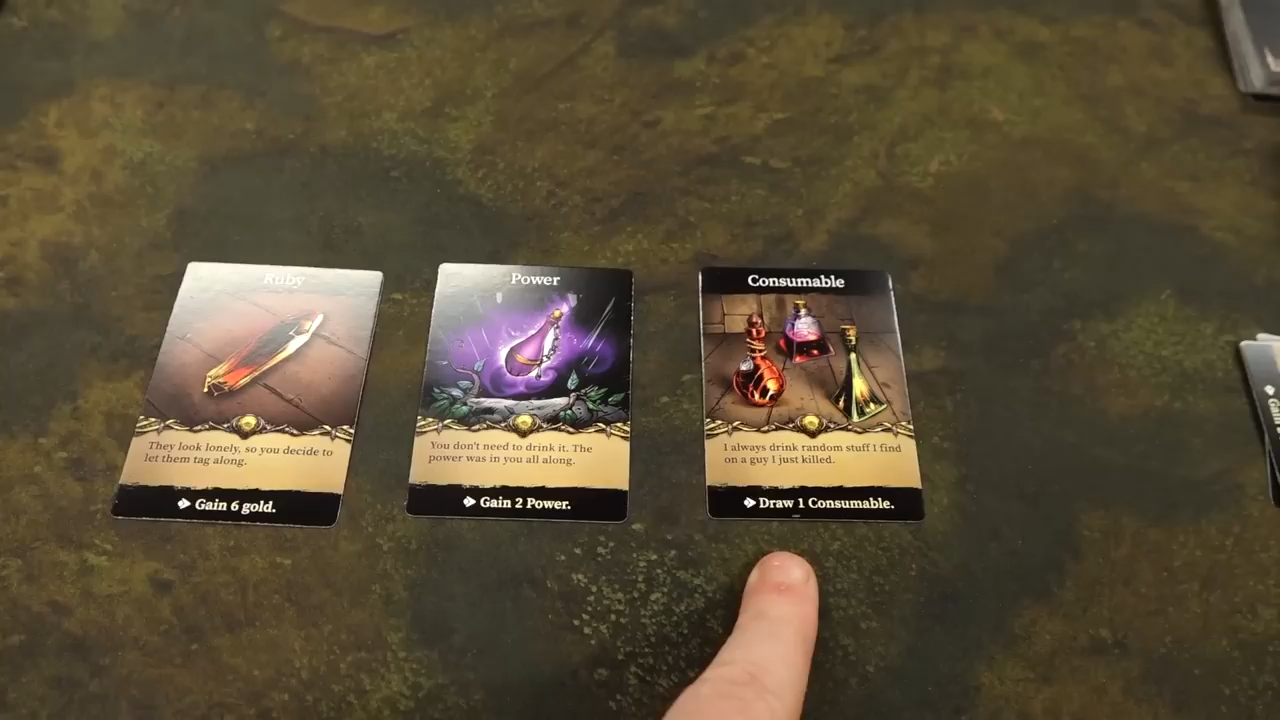 Ruby
They look lonely, so you decide to
let them tag along.
Gain 6 gold.
Power
You don't need to drink it. The
power was in you all along.
Gain 2 Power.
Consumable
I always drink random stuff I find
on a guy I just killed.
Draw 1 Consumable.